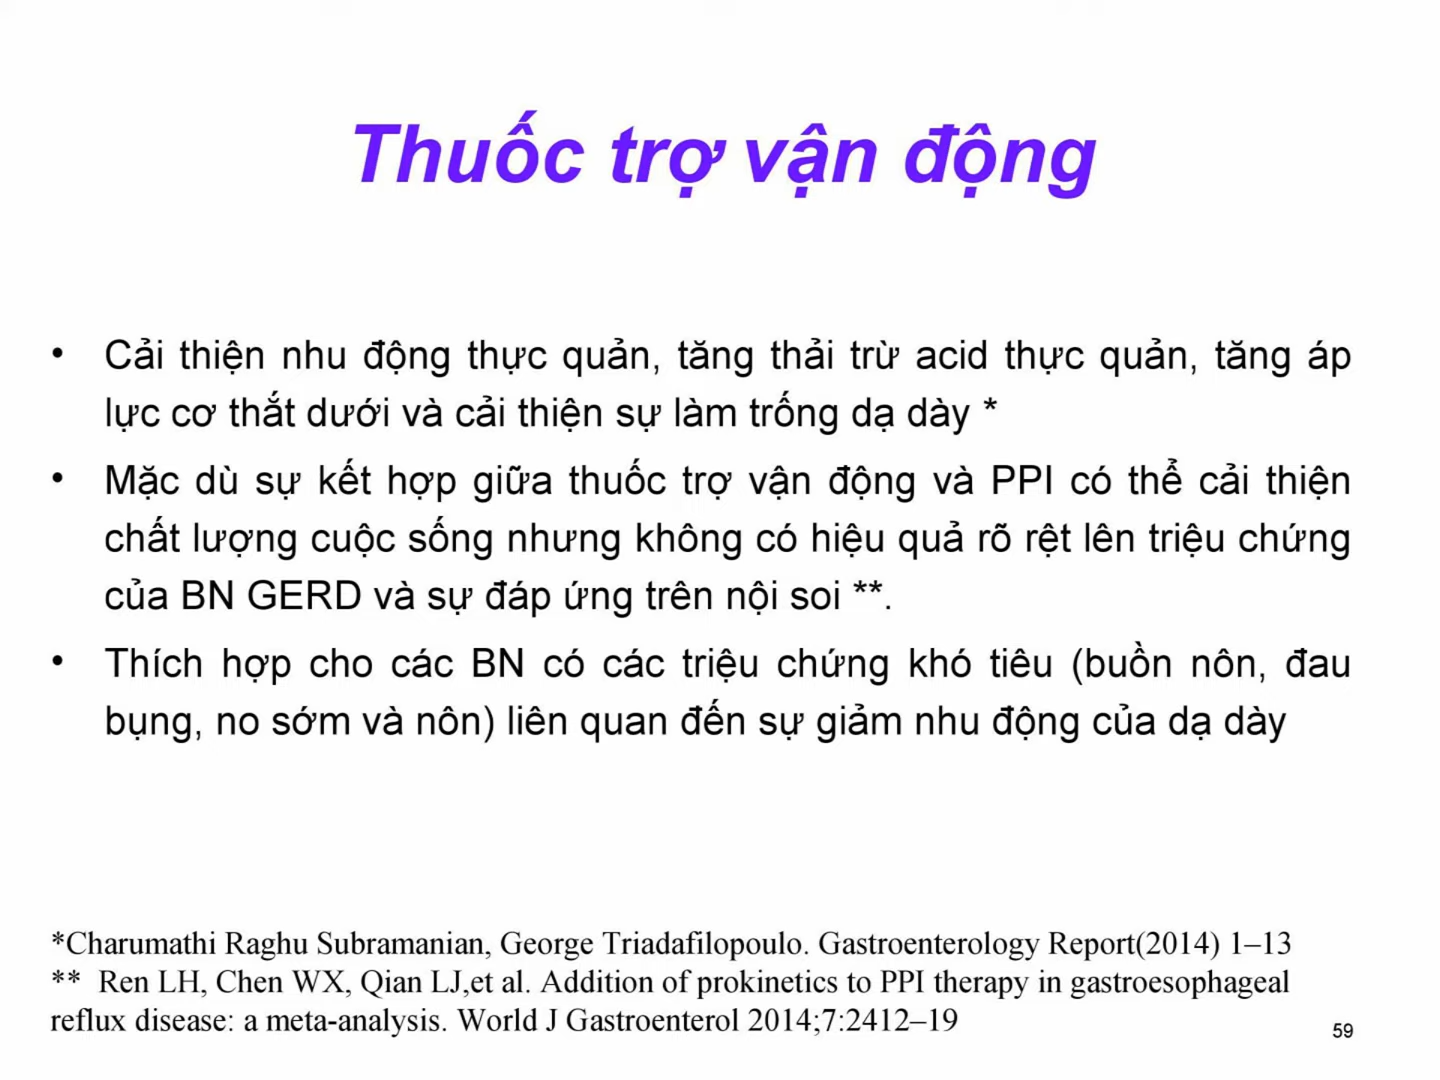 Thuốc trợ vận động
• Cải thiện nhu động thực quản, tăng thải trừ acid thực quản, tăng áp
lực cơ thắt dưới và cải thiện sự làm trống dạ dày *
• Mặc dù sự kết hợp giữa thuốc trợ vận động và PPI có thể cải thiện
chất lượng cuộc sống nhưng không có hiệu quả rõ rệt lên triệu chứng
của BN GERD và sự đáp ứng trên nội soi **.
• Thích hợp cho các BN có các triệu chứng khó tiêu (buồn nôn, đau
bụng, no sớm và nôn) liên quan đến sự giảm nhu động của dạ dày
*Charumathi Raghu Subramanian, George Triadafilopoulo. Gastroenterology Report(2014) 1–13
** Ren LH, Chen WX, Qian LJ,et al. Addition of prokinetics to PPI therapy in gastroesophageal
reflux disease: a meta-analysis. World J Gastroenterol 2014;7:2412–19
59